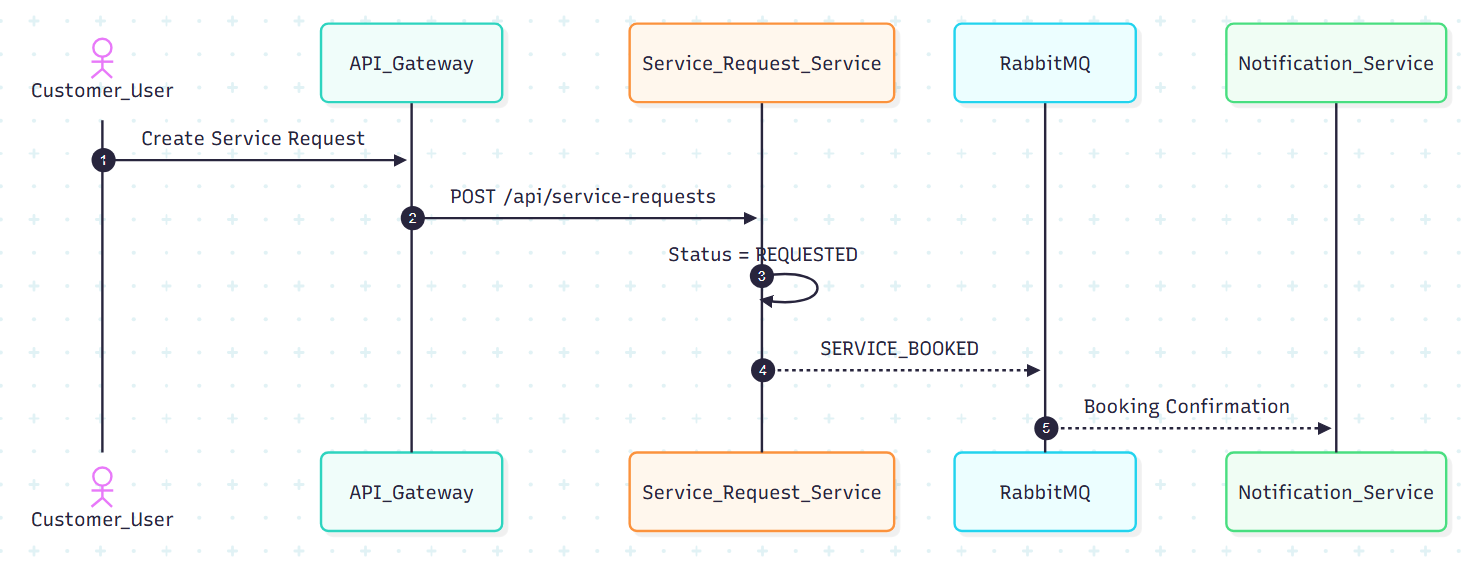 Customer_User
API_Gateway
Service_Request_Service
RabbitMQ
Notification_Service
Create Service Request
1
POST /api/service-requests
2
Status = REQUESTED
3
SERVICE_BOOKED
4
Booking Confirmation
5
Customer_User
API_Gateway
Service_Request_Service
RabbitMQ
Notification_Service